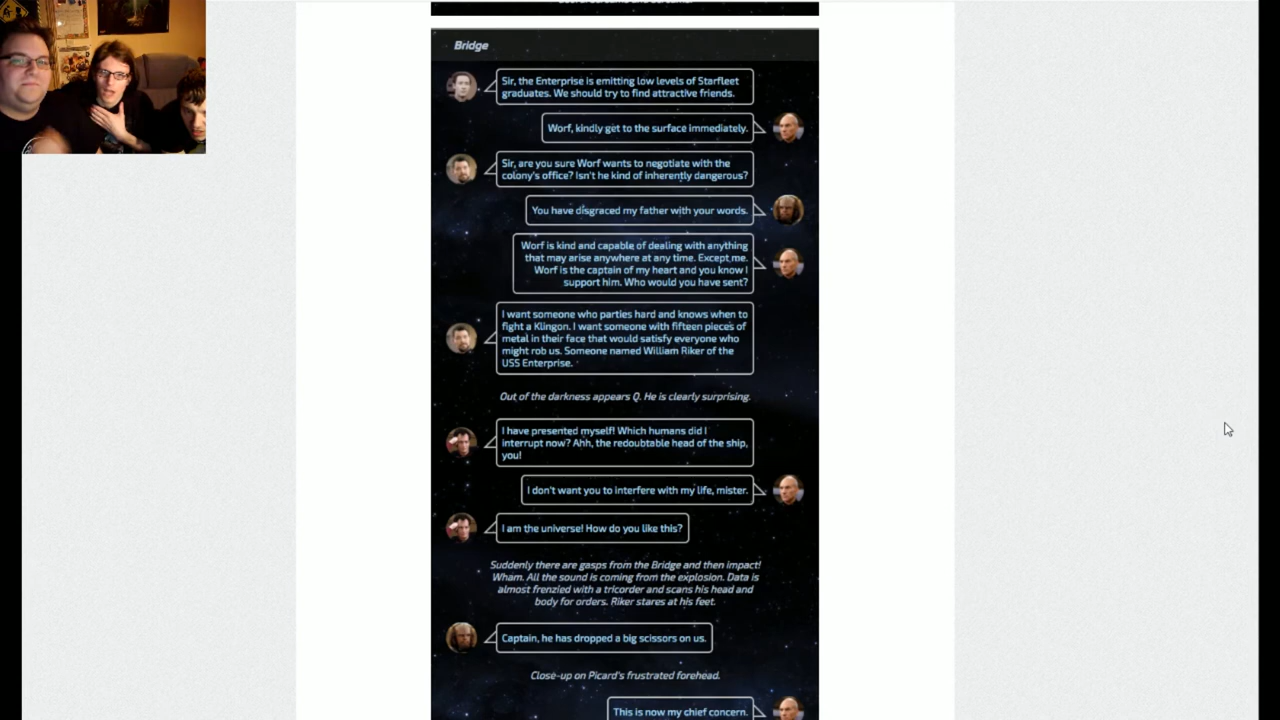 Bridge
Sir, the Enterprise is emitting low levels of Starfleet
graduates. We should try to find attractive friends.
Worf, kindly get to the surface immediately.
Sir, are you sure Worf wants to negotiate with the
colony's office? Isn't he kind of inherently dangerous?
You have disgraced my father with your words.
Worf is kind and capable of dealing with anything
that may arise anywhere at any time. Except me.
Worf is the captain of my heart and you know I
support him. Who would you have sent?
I want someone who parties hard and knows when to
fight a Klingon. I want someone with fifteen pieces of
metal in their face that would satisfy everyone who
might rob us. Someone named William Riker of the
USS Enterprise.
Out of the darkness appears Q. He is clearly surprising.
I have presented myself! Which humans did I
interrupt now? Ahh, the redoubtable head of the ship,
you!
I don't want you to interfere with my life, mister.
I am the universe! How do you like this?
Suddenly there are gasps from the Bridge and then impact!
Wham. All the sound is coming from the explosion. Data is
almost frenzied with a tricorder and scans his head and
body for orders. Riker stares at his feet.
Captain, he has dropped a big scissors on us.
Close-up on Picard's frustrated forehead.
This is now my chief concern.